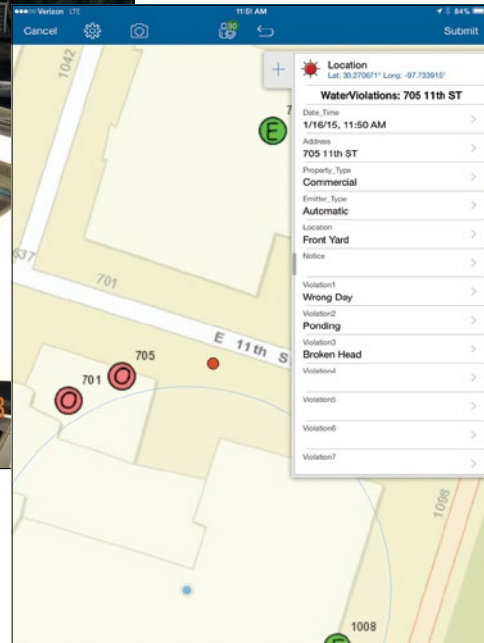 Verizon LTE 11:51 AM 84%
Cancel 30 Submit
Location
Lat: 30.270671° Long: -97.733915°
WaterViolations: 705 11th ST
Date_Time
1/16/15, 11:50 AM
Address
705 11th ST
Property_Type
Commercial
Emitter_Type
Automatic
Location
Front Yard
Notice
Violation1
Wrong Day
Violation2
Ponding
Violation3
Broken Head
Violation4
Violation5
Violation6
Violation7
1042
7
E
637
701
E 11th S
705
O
701
O
1098
1008
E